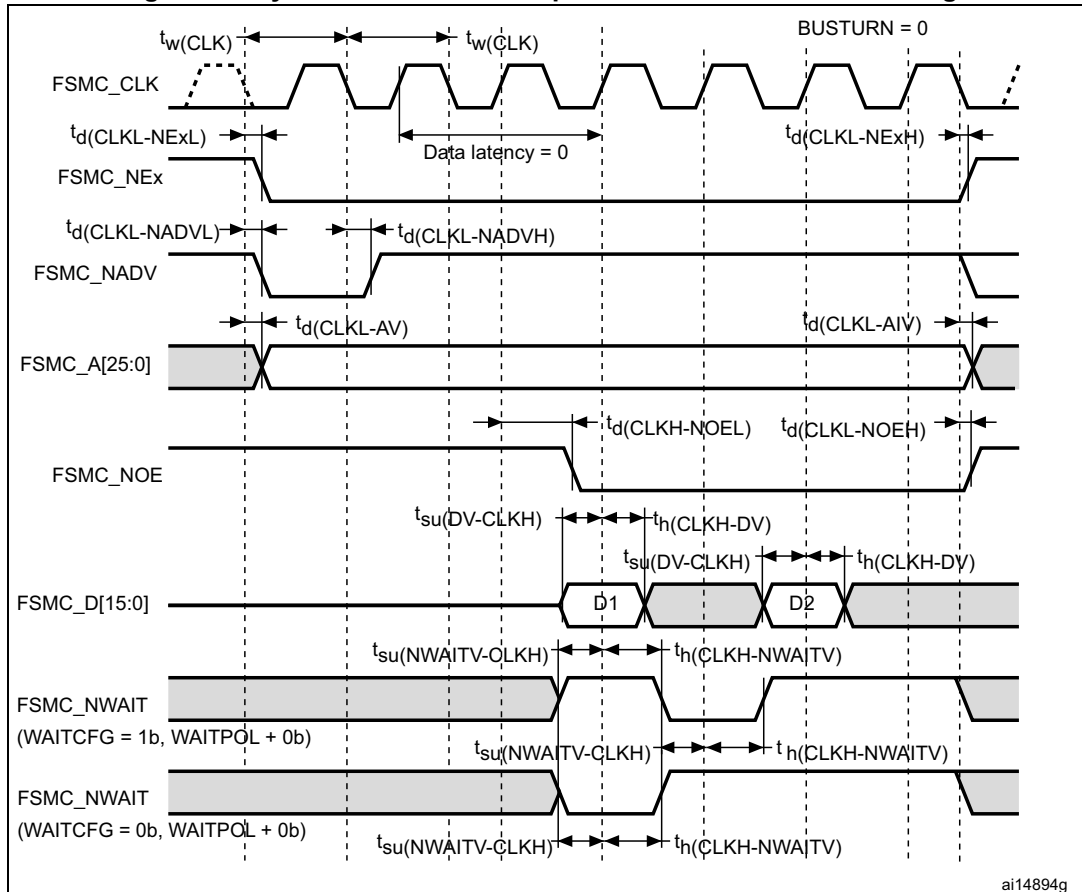 BUSTURN = 0
tw(CLK) tw(CLK)
FSMC_CLK
td(CLKL-NExL) Data latency = 0 td(CLKL-NExH)
FSMC_NEx
td(CLKL-NADVL) td(CLKL-NADVH)
FSMC_NADV
td(CLKL-AV) td(CLKL-AIV)
FSMC_A[25:0]
td(CLKH-NOEL) td(CLKL-NOEH)
FSMC_NOE
tsu(DV-CLKH) th(CLKH-DV)
tsu(DV-CLKH) th(CLKH-DV)
FSMC_D[15:0] D1 D2
tsu(NWAITV-CLKH) th(CLKH-NWAITV)
FSMC_NWAIT
(WAITCFG = 1b, WAITPOL + 0b)
tsu(NWAITV-CLKH) th(CLKH-NWAITV)
FSMC_NWAIT
(WAITCFG = 0b, WAITPOL + 0b)
tsu(NWAITV-CLKH) th(CLKH-NWAITV)
ai14894g